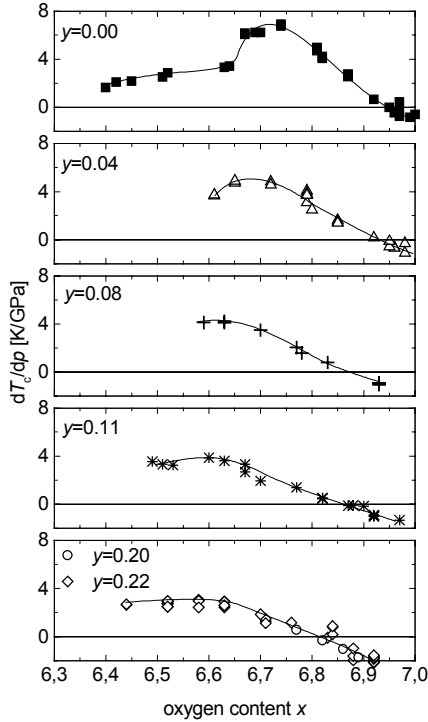 8
y=0.00
4
0
8
y=0.04
4
0
8
y=0.08
4
0
dTc/dp [K/GPa]
8
y=0.11
4
0
8
y=0.20
y=0.22
4
0
6,3 6,4 6,5 6,6 6,7 6,8 6,9 7,0
oxygen content x